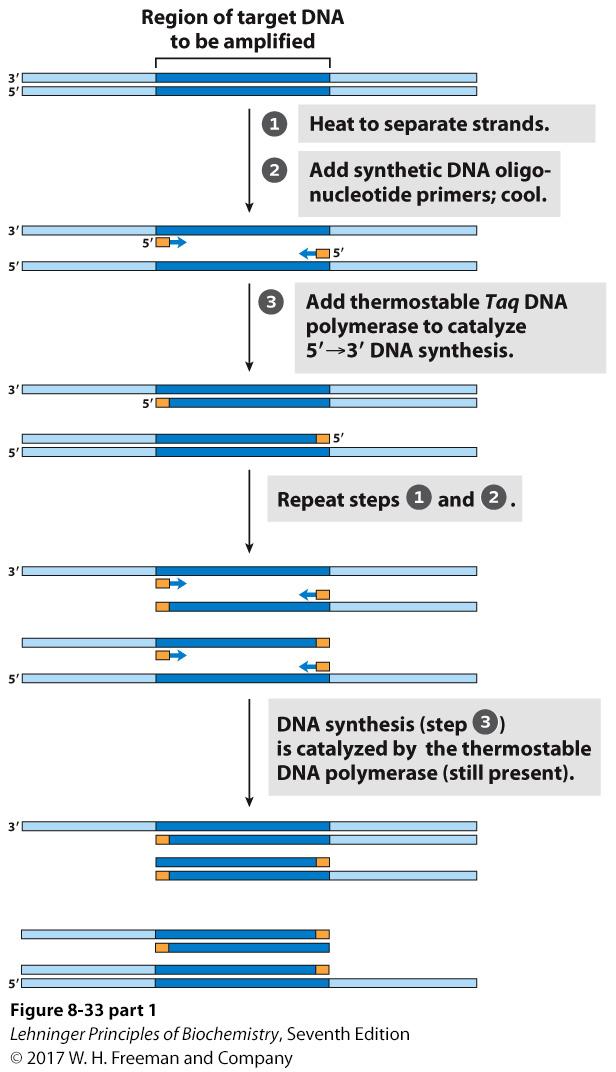 Region of target DNA
to be amplified
3′
5′
1 Heat to separate strands.
2 Add synthetic DNA oligo-
nucleotide primers; cool.
3′
5′
5′
5′
3 Add thermostable Taq DNA
polymerase to catalyze
5′→3′ DNA synthesis.
3′
5′
5′
5′
Repeat steps 1 and 2.
3′
5′
DNA synthesis (step 3)
is catalyzed by the thermostable
DNA polymerase (still present).
3′
5′
Figure 8-33 part 1
Lehninger Principles of Biochemistry, Seventh Edition
© 2017 W. H. Freeman and Company